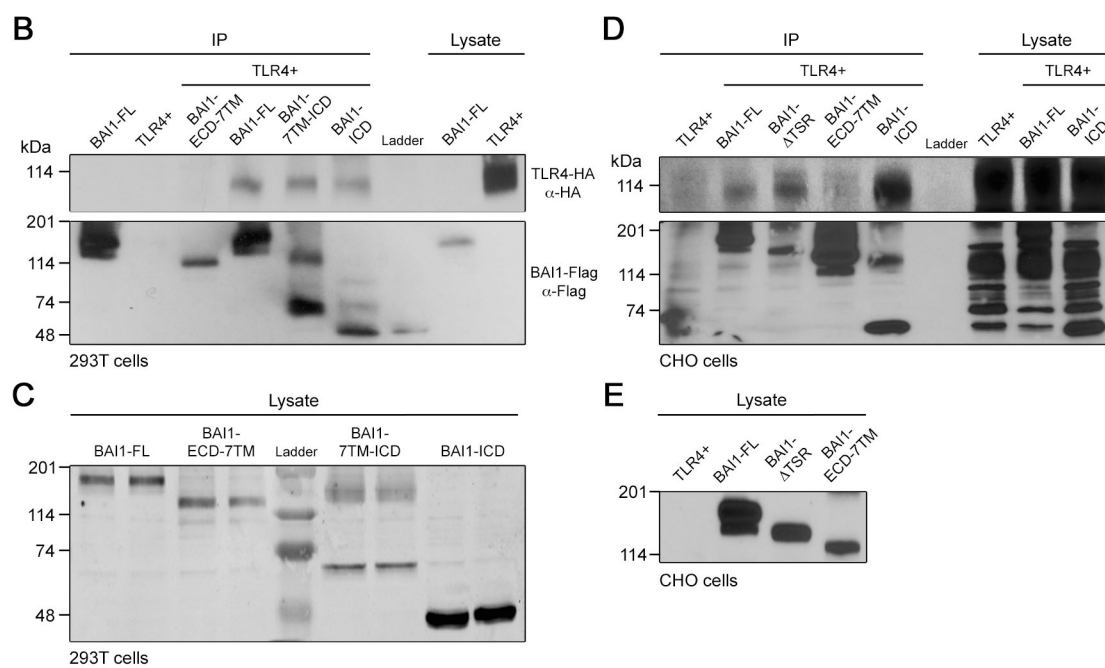 B
IP
Lysate
TLR4+
BAI1-FL
TLR4+
BAI1-
ECD-7TM
BAI1-FL
BAI1-
7TM-ICD
BAI1-
ICD
Ladder
BAI1-FL
TLR4+
kDa
114
TLR4-HA
α-HA
201
114
74
48
BAI1-Flag
α-Flag
293T cells
C
Lysate
BAI1-FL
BAI1-
ECD-7TM
Ladder
BAI1-
7TM-ICD
BAI1-ICD
201
114
74
48
293T cells
D
IP
Lysate
TLR4+
TLR4+
TLR4+
BAI1-FL
BAI1-
ΔTSR
BAI1-
ECD-7TM
BAI1-
ICD
Ladder
TLR4+
BAI1-FL
BAI1-
ICD
kDa
114
201
114
74
CHO cells
E
Lysate
TLR4+
BAI1-FL
BAI1-
ΔTSR
BAI1-
ECD-7TM
201
114
CHO cells